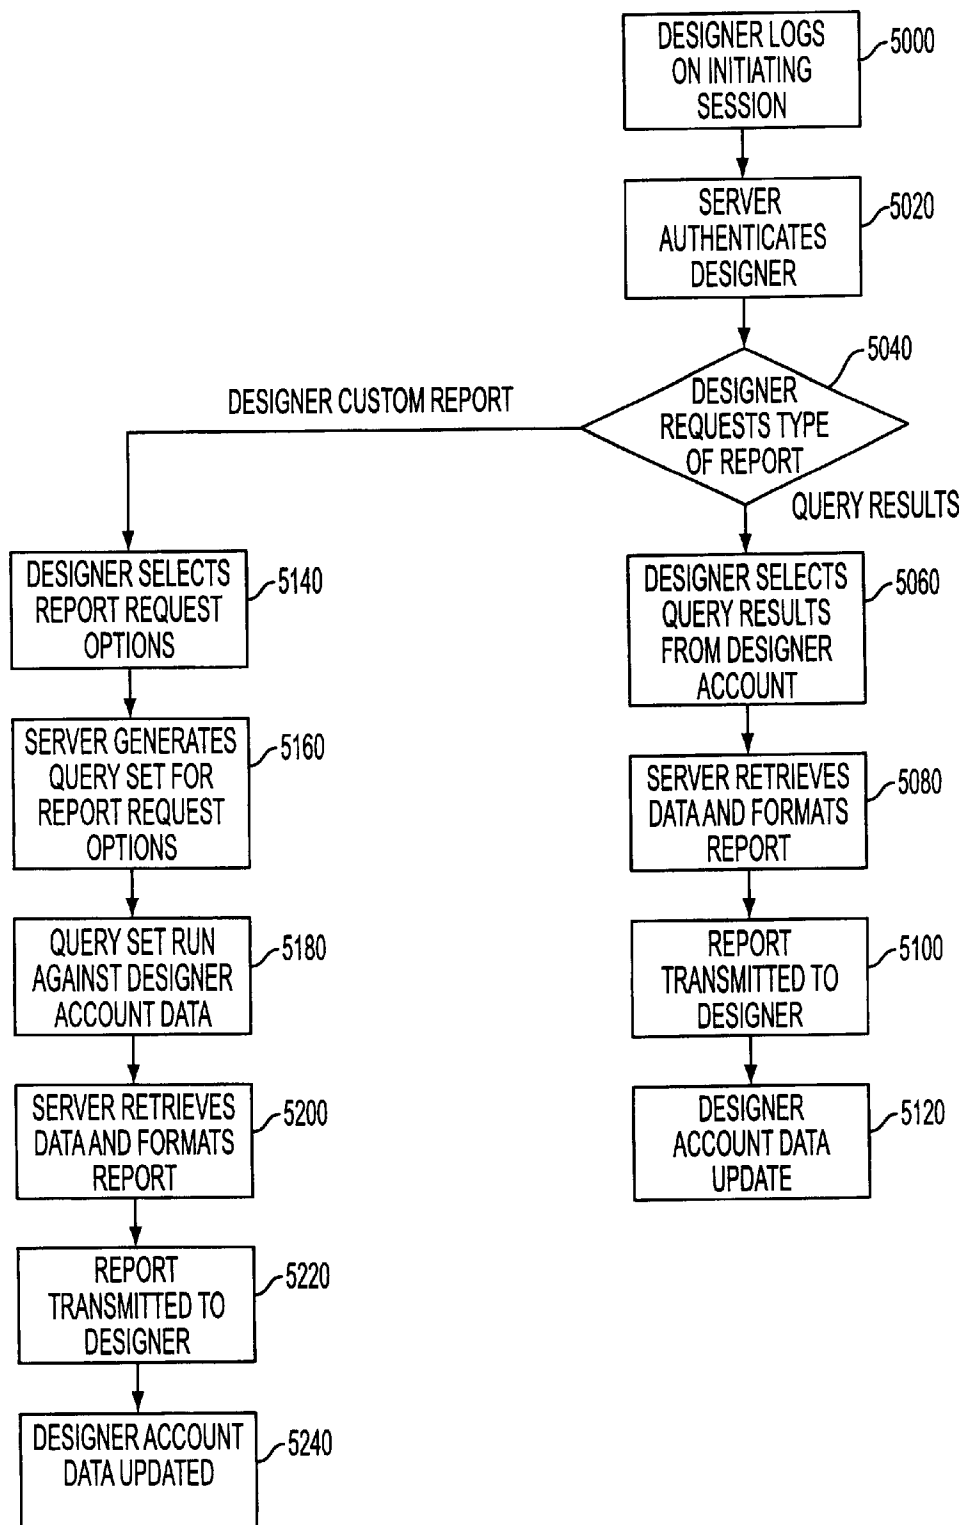 DESIGNER LOGS
ON INITIATING
SESSION
5000
SERVER
AUTHENTICATES
DESIGNER
5020
DESIGNER
REQUESTS TYPE
OF REPORT
5040
DESIGNER CUSTOM REPORT
QUERY RESULTS
DESIGNER SELECTS
REPORT REQUEST
OPTIONS
5140
SERVER GENERATES
QUERY SET FOR
REPORT REQUEST
OPTIONS
5160
QUERY SET RUN
AGAINST DESIGNER
ACCOUNT DATA
5180
SERVER RETRIEVES
DATA AND FORMATS
REPORT
5200
REPORT
TRANSMITTED TO
DESIGNER
5220
DESIGNER ACCOUNT
DATA UPDATED
5240
DESIGNER SELECTS
QUERY RESULTS
FROM DESIGNER
ACCOUNT
5060
SERVER RETRIEVES
DATA AND FORMATS
REPORT
5080
REPORT
TRANSMITTED TO
DESIGNER
5100
DESIGNER
ACCOUNT DATA
UPDATE
5120